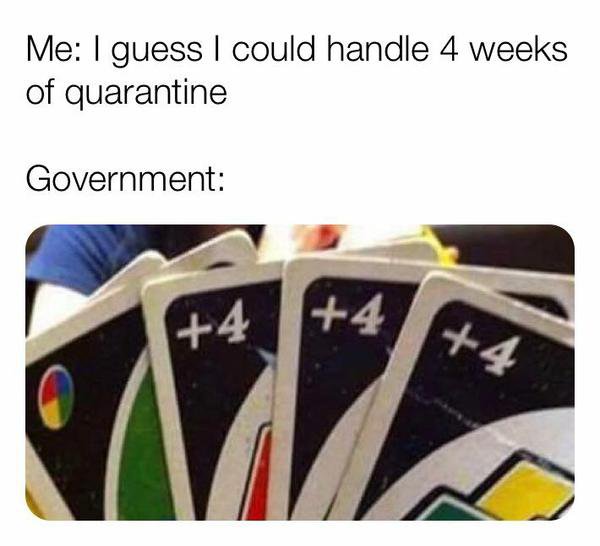 Me: I guess I could handle 4 weeks
of quarantine
Government:
+4
+4
+4